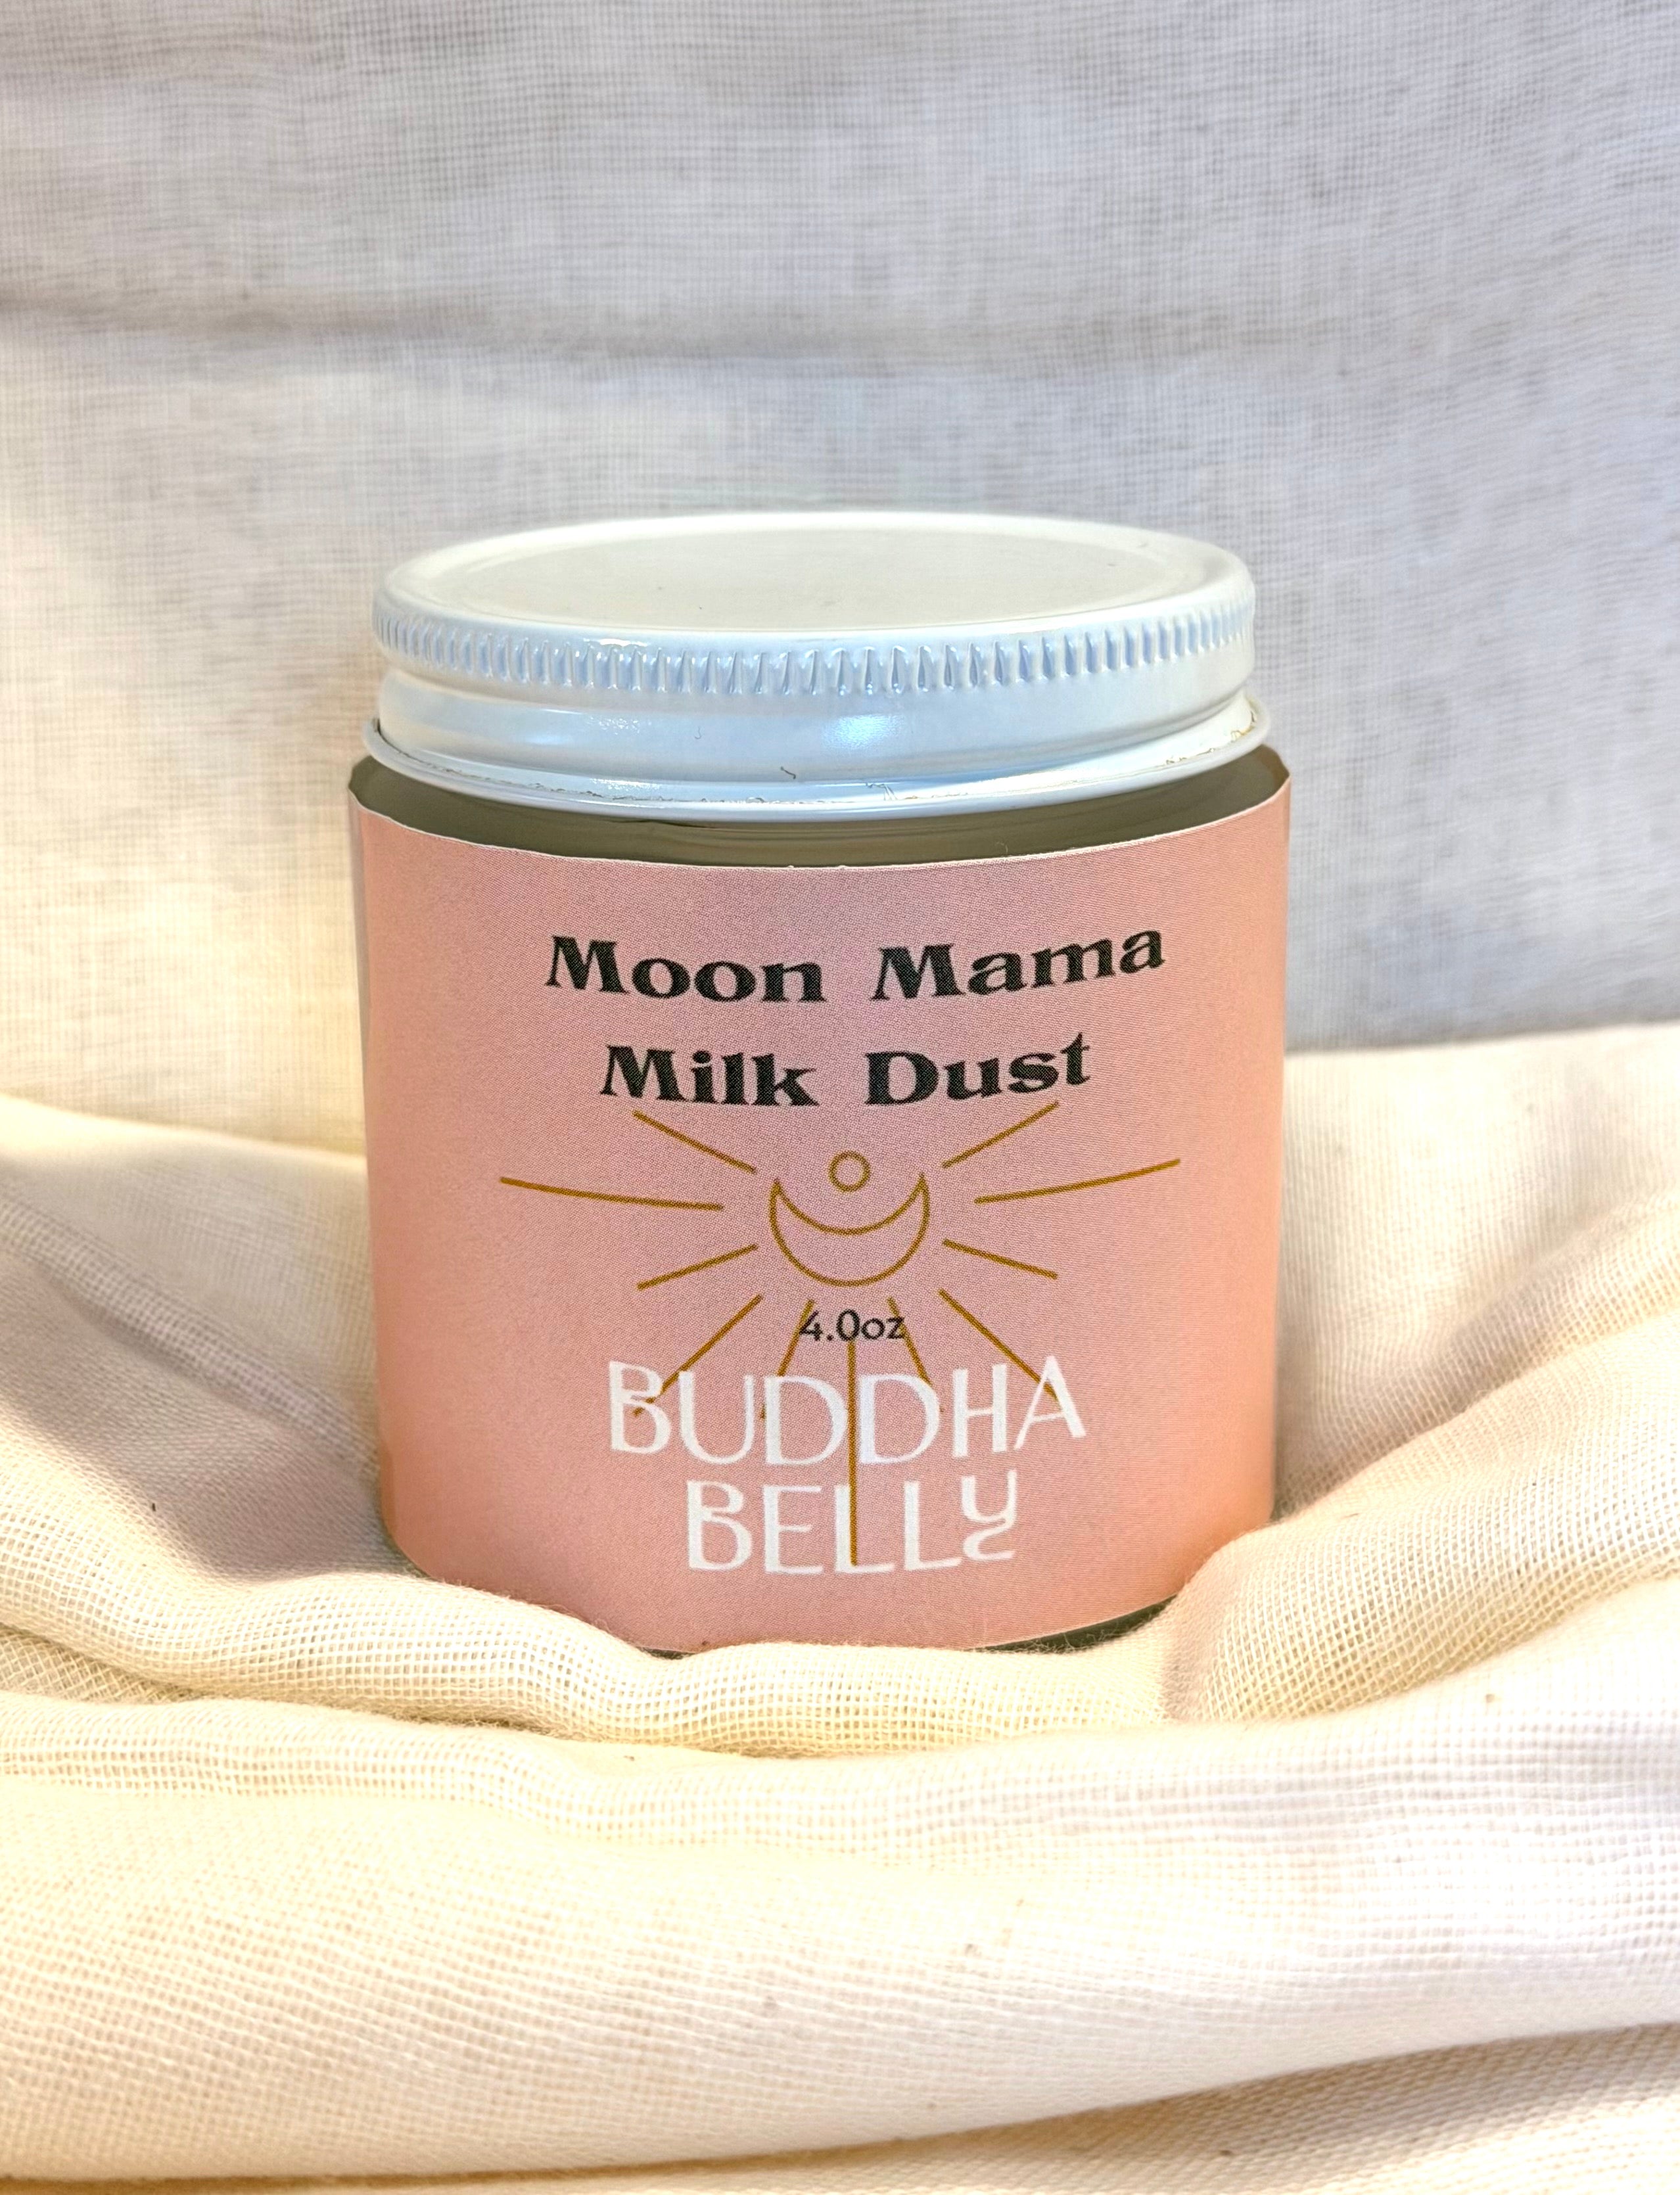 Moon Mama
Milk Dust
4.0oz
BUDDHA
BELLY